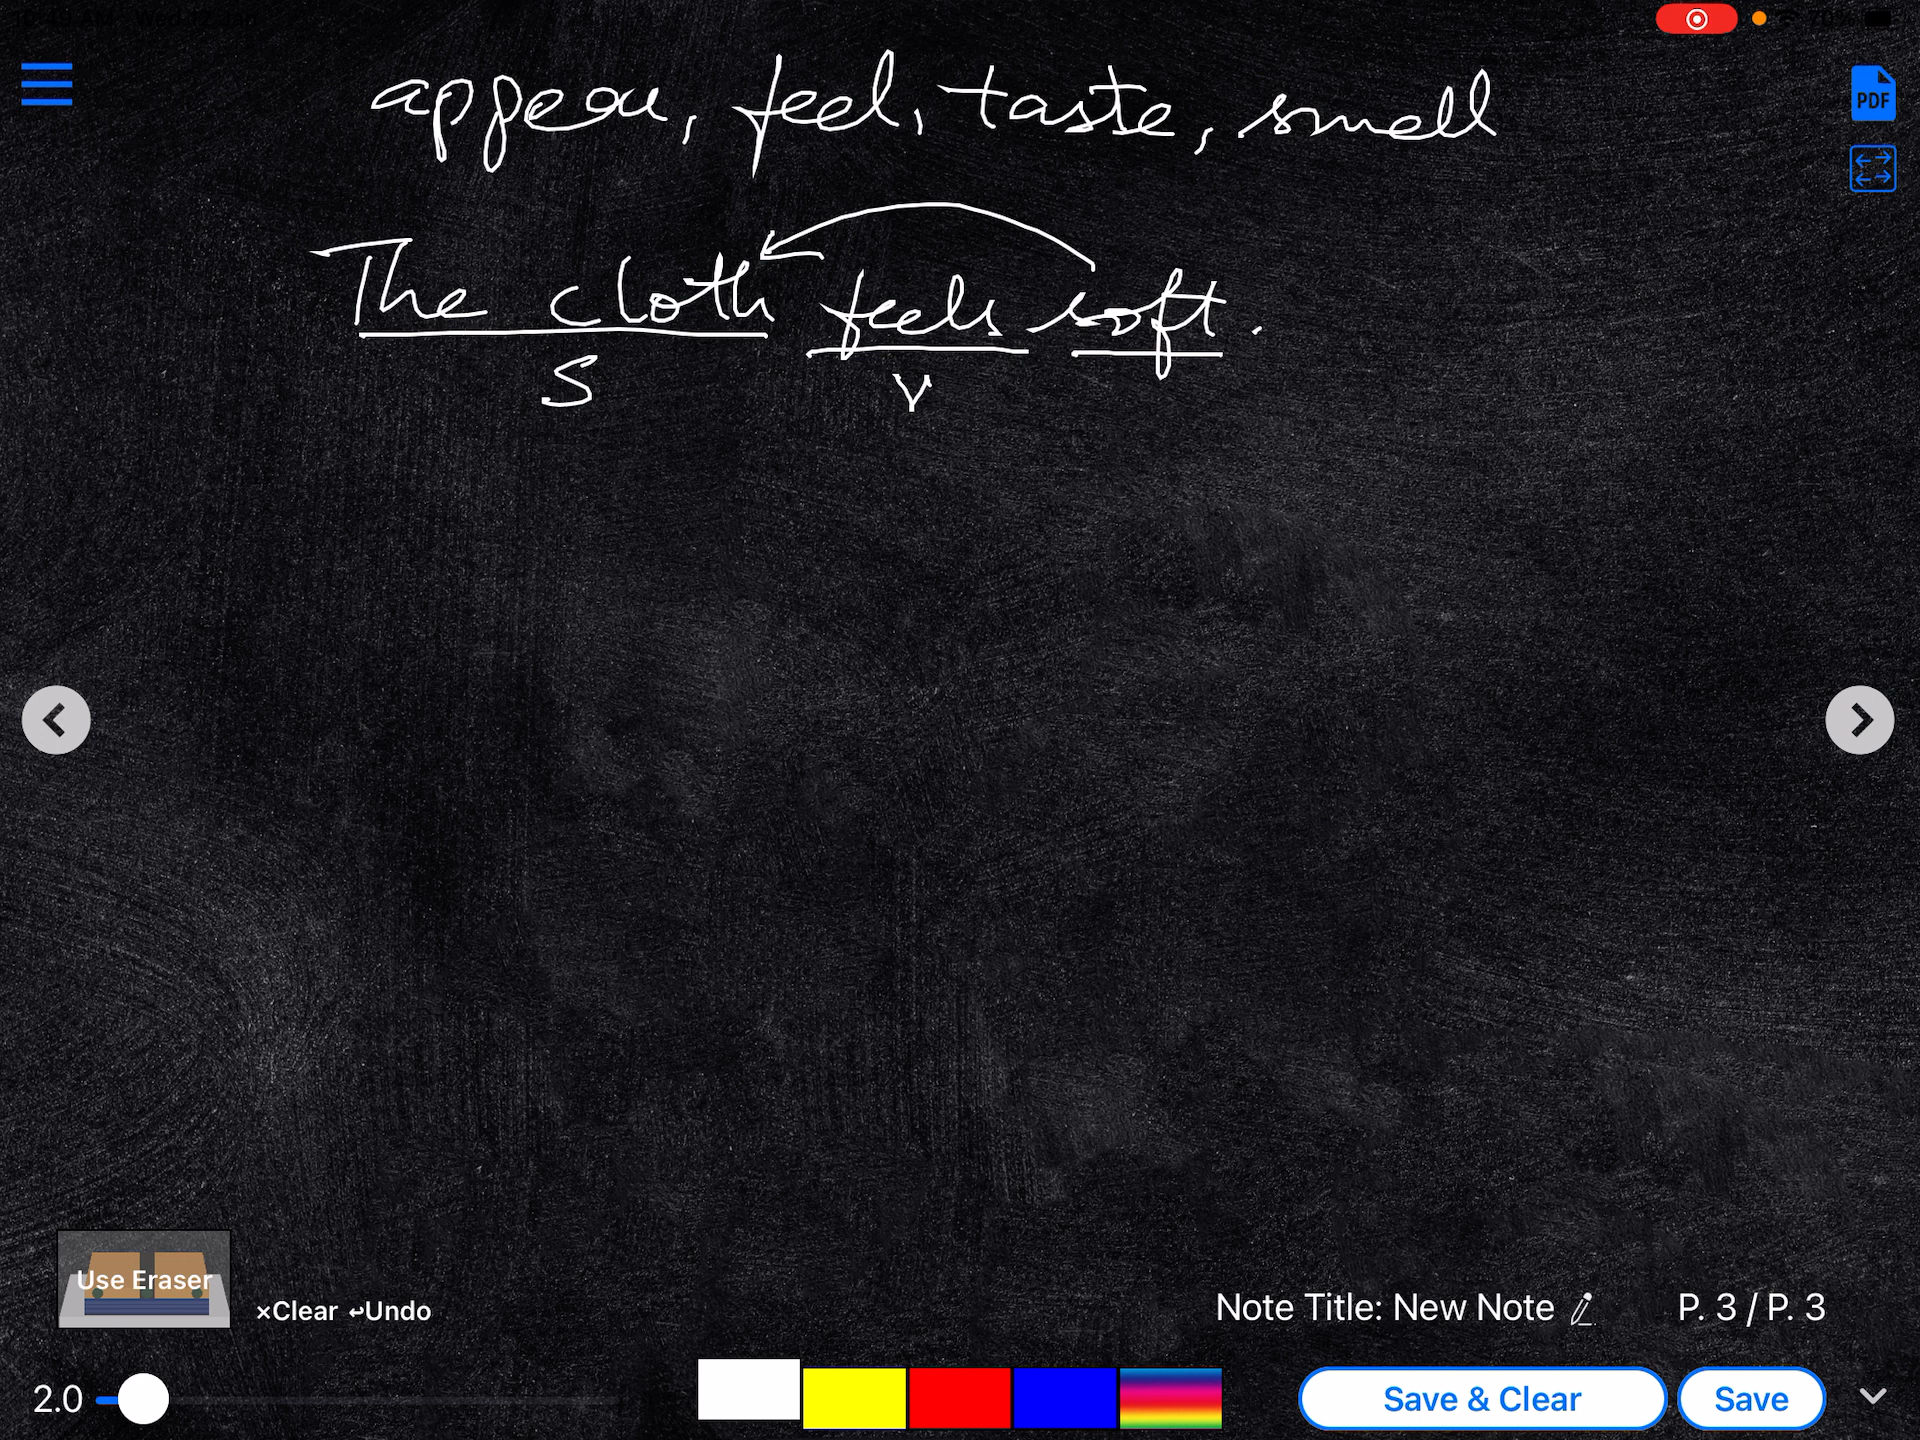 appear, feel, taste, smell
The cloth feels soft.
S V
PDF
Use Eraser
×Clear ↩Undo
Note Title: New Note
P. 3 / P. 3
2.0
Save & Clear
Save